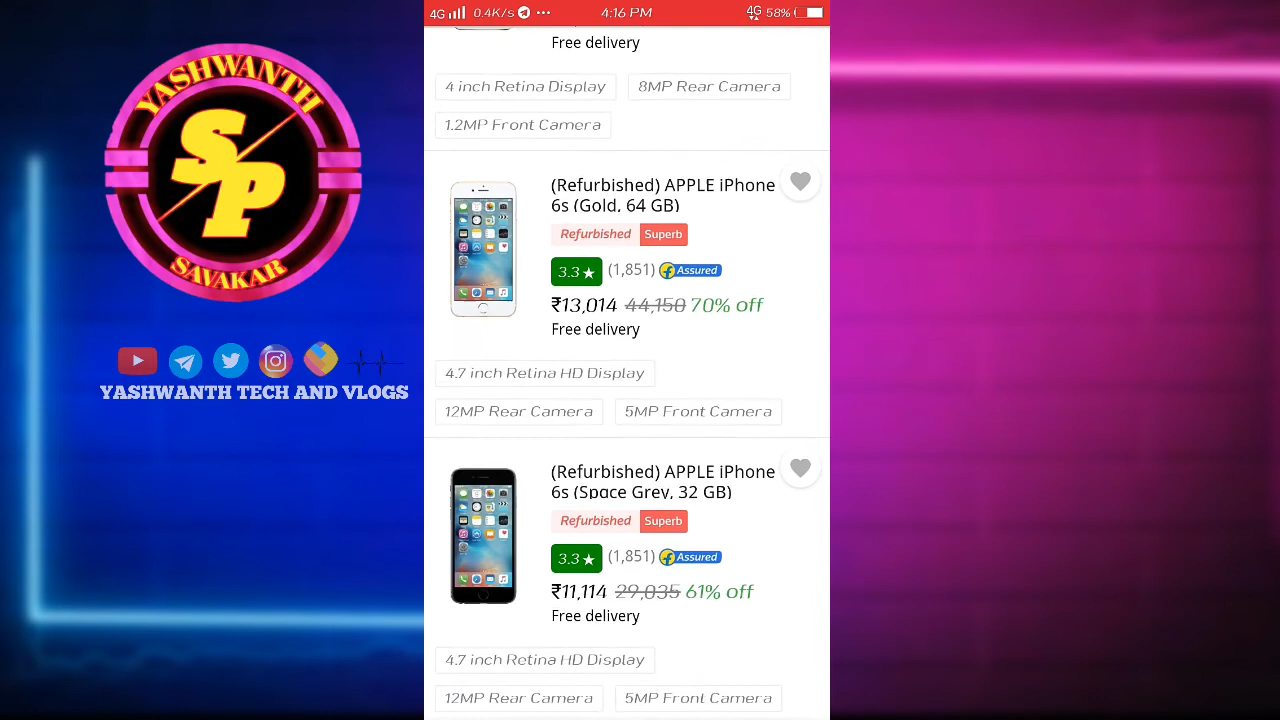 YASHWANTH
SP
SAVAKAR
YASHWANTH TECH AND VLOGS
4G 0.4K/s ••• 4:16 PM 4G 58%
Free delivery
4 inch Retina Display 8MP Rear Camera
1.2MP Front Camera
(Refurbished) APPLE iPhone
6s (Gold, 64 GB)
Refurbished Superb
3.3★ (1,851) f Assured
₹13,014 44,150 70% off
Free delivery
4.7 inch Retina HD Display
12MP Rear Camera 5MP Front Camera
(Refurbished) APPLE iPhone
6s (Space Grey, 32 GB)
Refurbished Superb
3.3★ (1,851) f Assured
₹11,114 29,035 61% off
Free delivery
4.7 inch Retina HD Display
12MP Rear Camera 5MP Front Camera